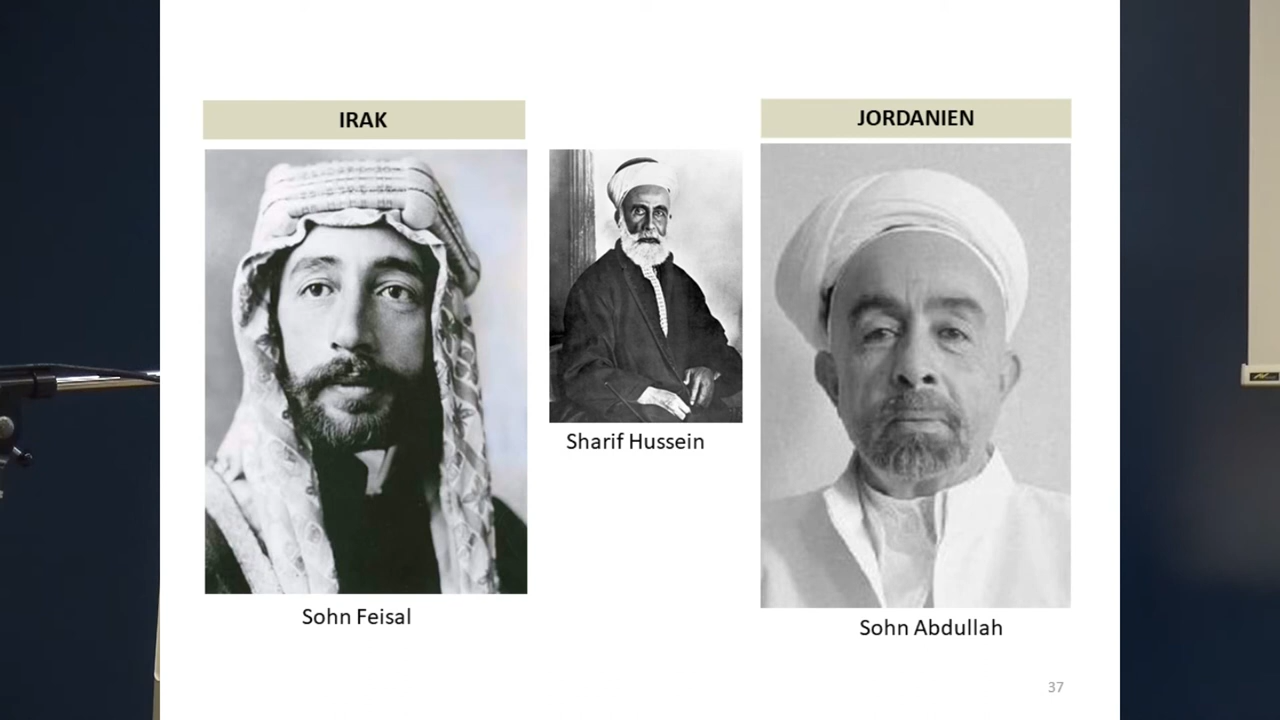 IRAK
JORDANIEN
Sharif Hussein
Sohn Feisal
Sohn Abdullah
37